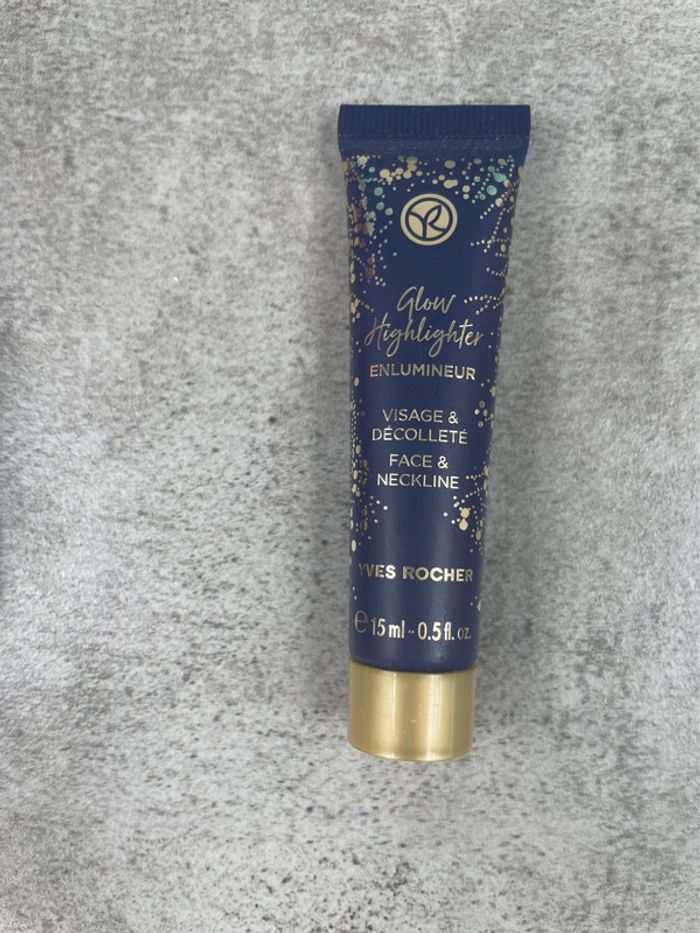 Glow
Highlighter
ENLUMINEUR
VISAGE &
DÉCOLLETÉ
FACE &
NECKLINE
YVES ROCHER
e 15 ml - 0.5 fl. oz.